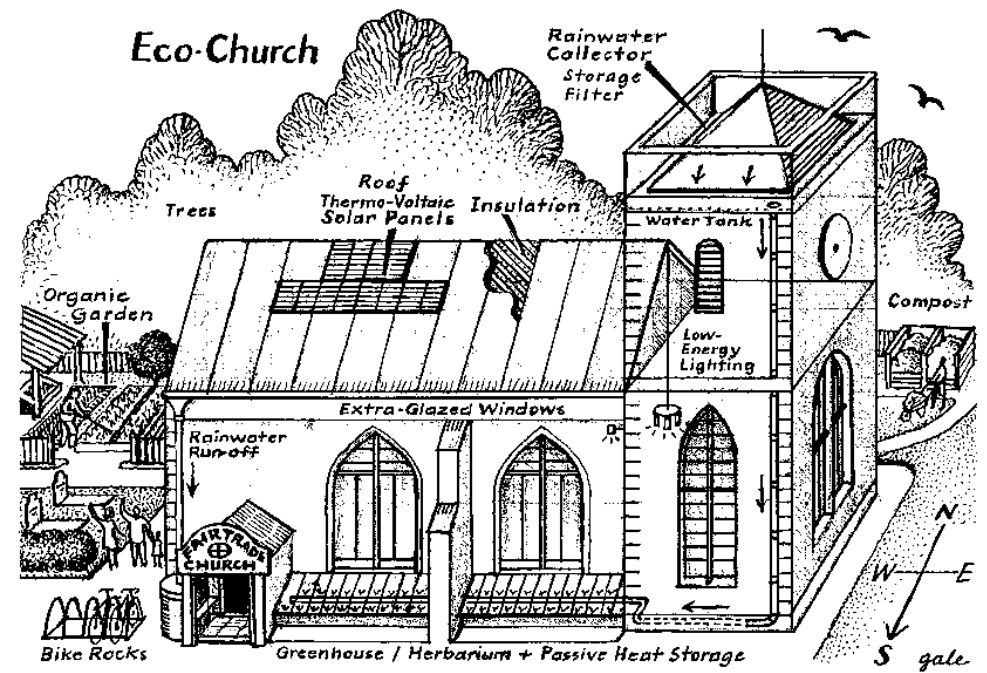 Eco-Church
Rainwater
Collector
Storage
Filter
Roof
Thermo-Voltaic
Solar Panels
Insulation
Trees
Water Tank
Organic
Garden
Compost
Low-
Energy
Lighting
Extra-Glazed Windows
Rainwater
Run-off
FAIRTRADE
CHURCH
N
W
E
S
Bike Rocks
Greenhouse / Herbarium + Passive Heat Storage
gale